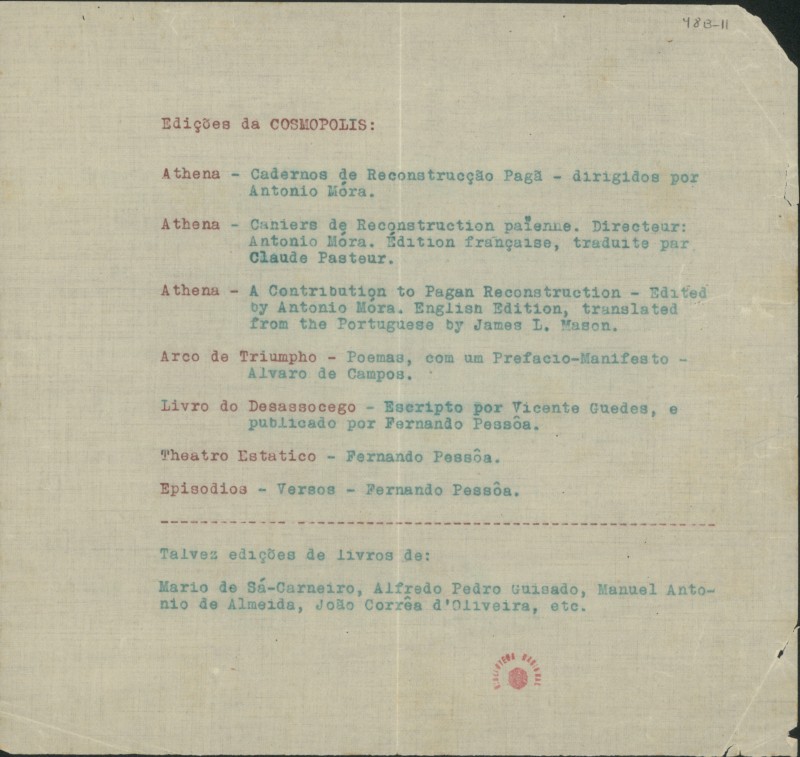 48B-11
Edições da COSMOPOLIS:
Athena - Cadernos de Reconstrucção Pagã - dirigidos por
Antonio Móra.
Athena - Cahiers de Reconstruction païenne. Directeur:
Antonio Móra. Édition française, traduite par
Claude Pasteur.
Athena - A Contribution to Pagan Reconstruction - Edited
by Antonio Móra. English Edition, translated
from the Portuguese by James L. Mason.
Arco de Triumpho - Poemas, com um Prefacio-Manifesto -
Alvaro de Campos.
Livro do Desassocego - Escripto por Vicente Guedes, e
publicado por Fernando Pessôa.
Theatro Estatico - Fernando Pessôa.
Episodios - Versos - Fernando Pessôa.
Talvez edições de livros de:
Mario de Sá-Carneiro, Alfredo Pedro Guisado, Manuel Anto-
nio de Almeida, João Corrêa d'Oliveira, etc.
BIBLIOTECA NACIONAL